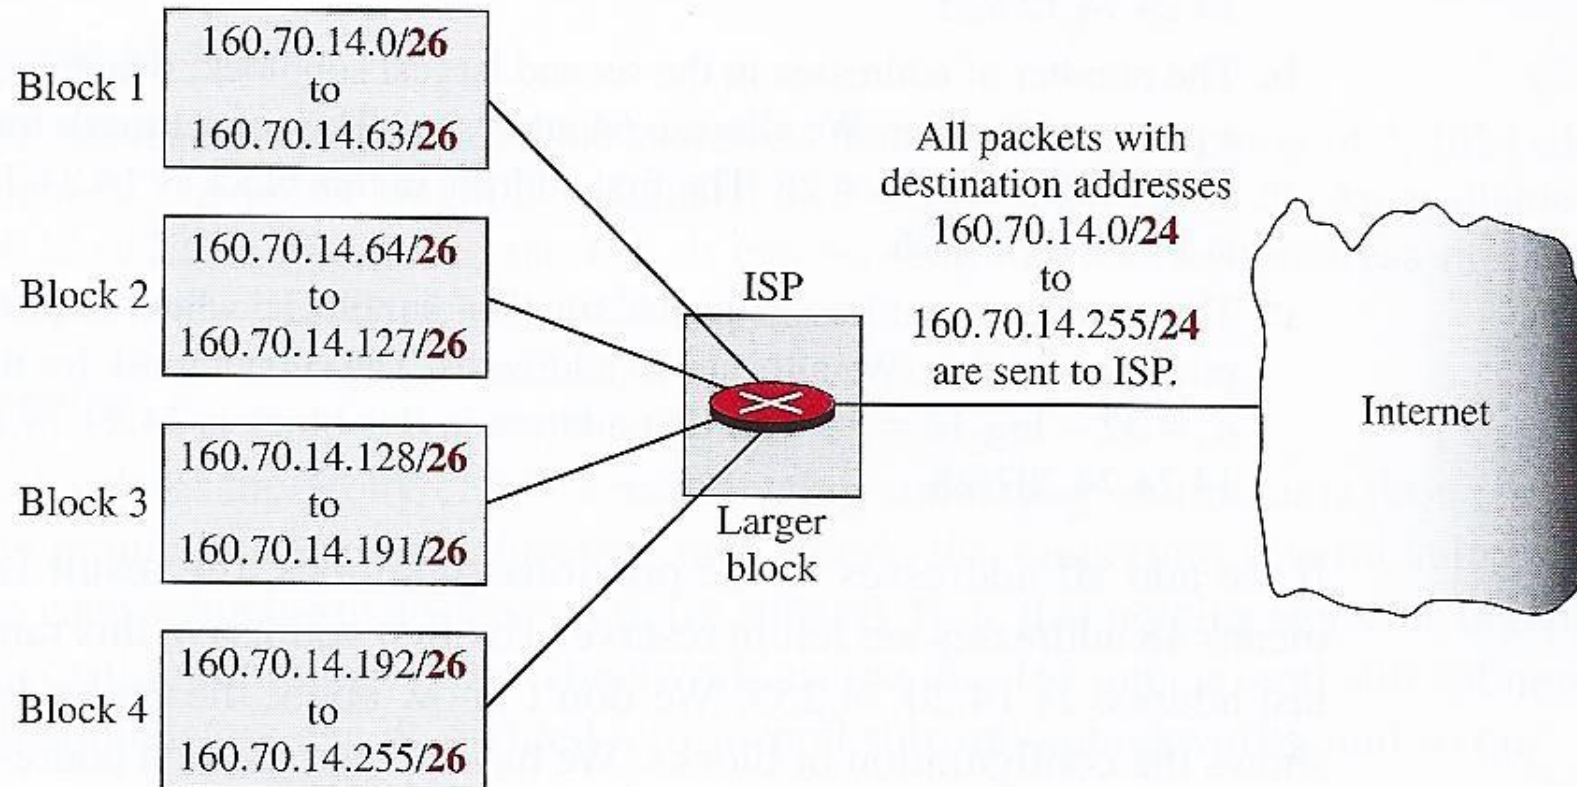 Block 1
160.70.14.0/26
to
160.70.14.63/26
Block 2
160.70.14.64/26
to
160.70.14.127/26
Block 3
160.70.14.128/26
to
160.70.14.191/26
Block 4
160.70.14.192/26
to
160.70.14.255/26
ISP
Larger
block
All packets with
destination addresses
160.70.14.0/24
to
160.70.14.255/24
are sent to ISP.
Internet